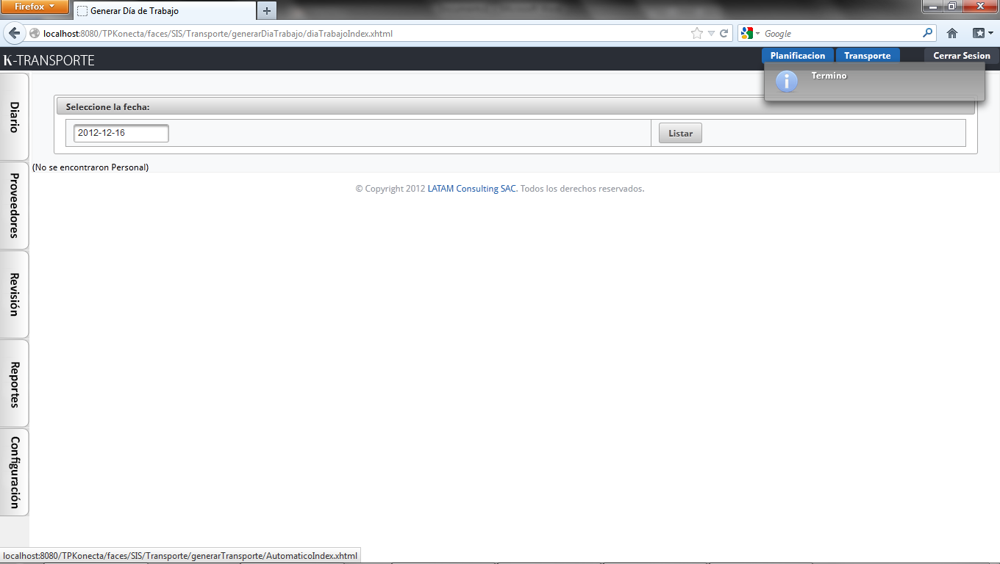 Firefox
Generar Día de Trabajo
localhost:8080/TPKonecta/faces/SIS/Transporte/generarDiaTrabajo/diaTrabajoIndex.xhtml
Google
K-TRANSPORTE
Planificacion
Transporte
Cerrar Sesion
Termino
Diario
Seleccione la fecha:
2012-12-16
Listar
(No se encontraron Personal)
© Copyright 2012 LATAM Consulting SAC. Todos los derechos reservados.
Proveedores
Revisión
Reportes
Configuración
localhost:8080/TPKonecta/faces/SIS/Transporte/generarTransporte/AutomaticoIndex.xhtml